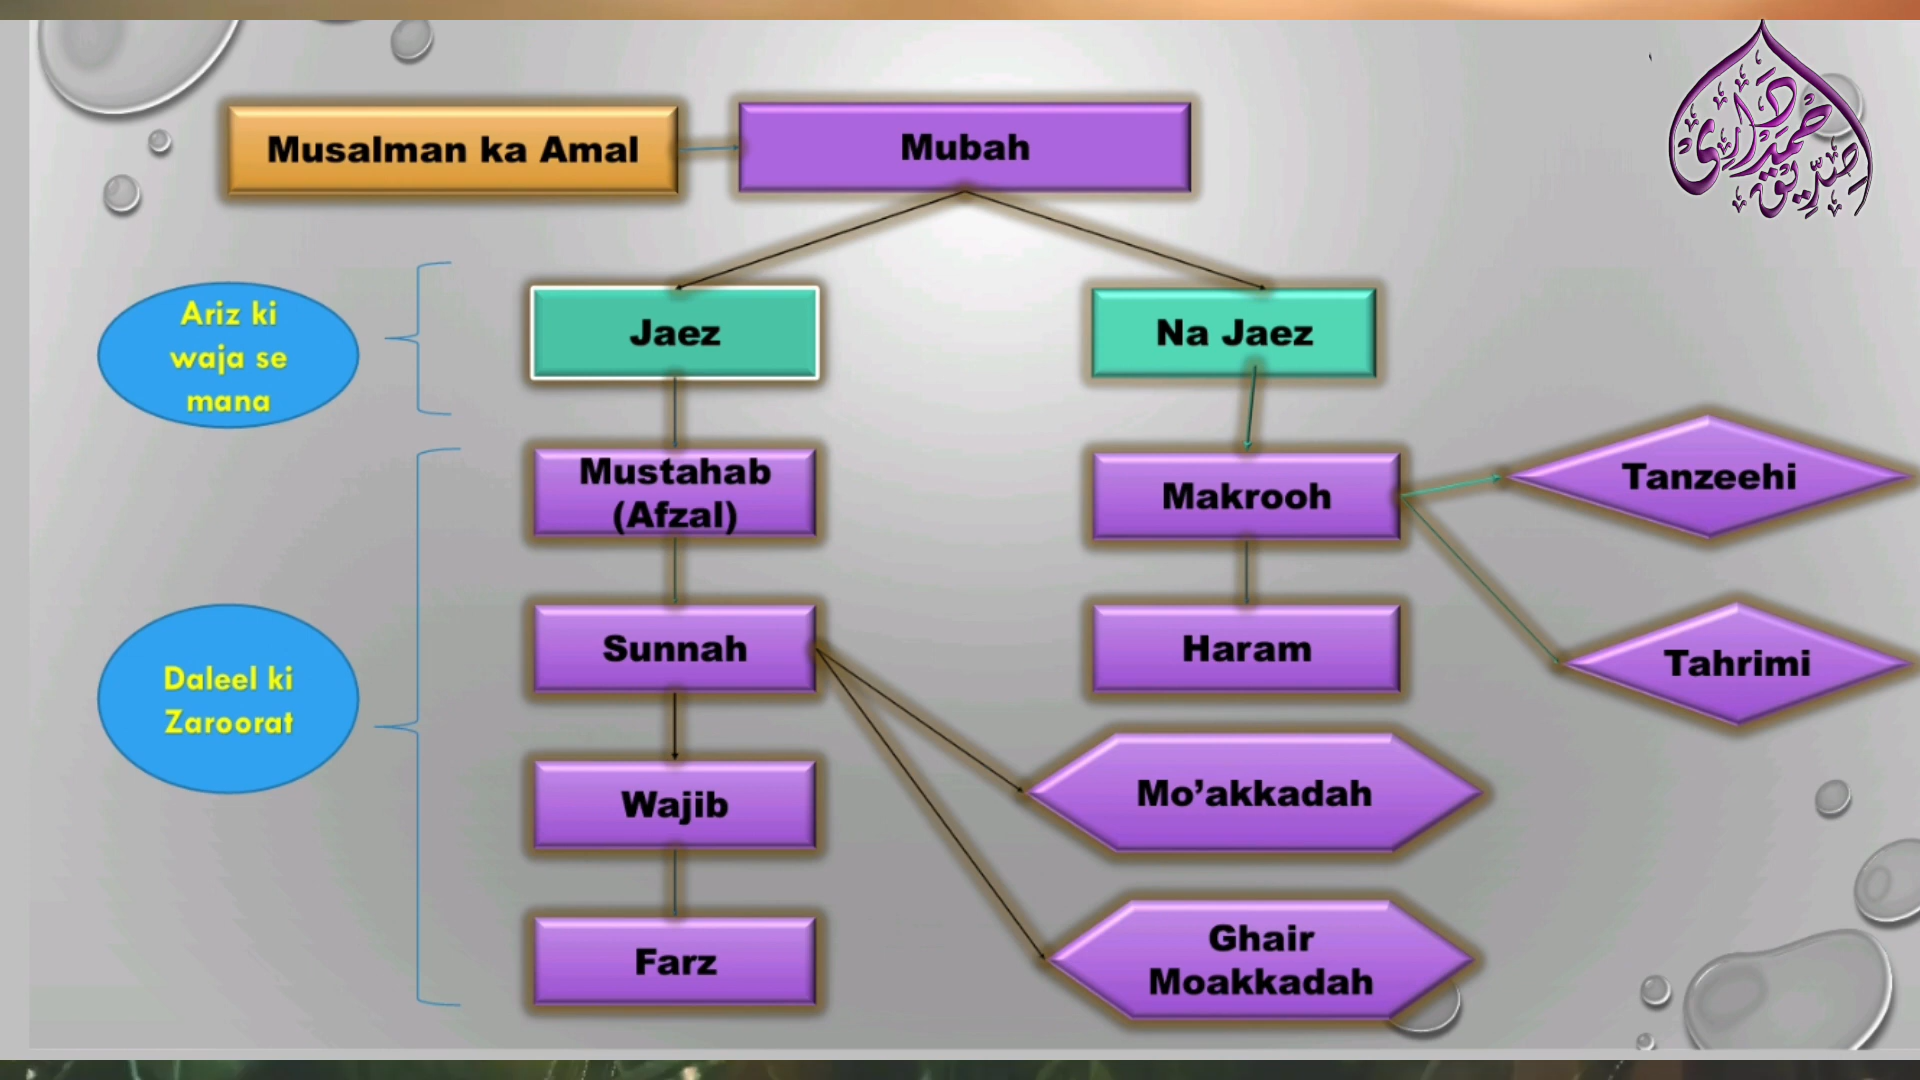 Musalman ka Amal
Mubah
Ariz ki
waja se
mana
Jaez
Na Jaez
Mustahab
(Afzal)
Makrooh
Tanzeehi
Daleel ki
Zaroorat
Sunnah
Haram
Tahrimi
Wajib
Mo’akkadah
Farz
Ghair
Moakkadah